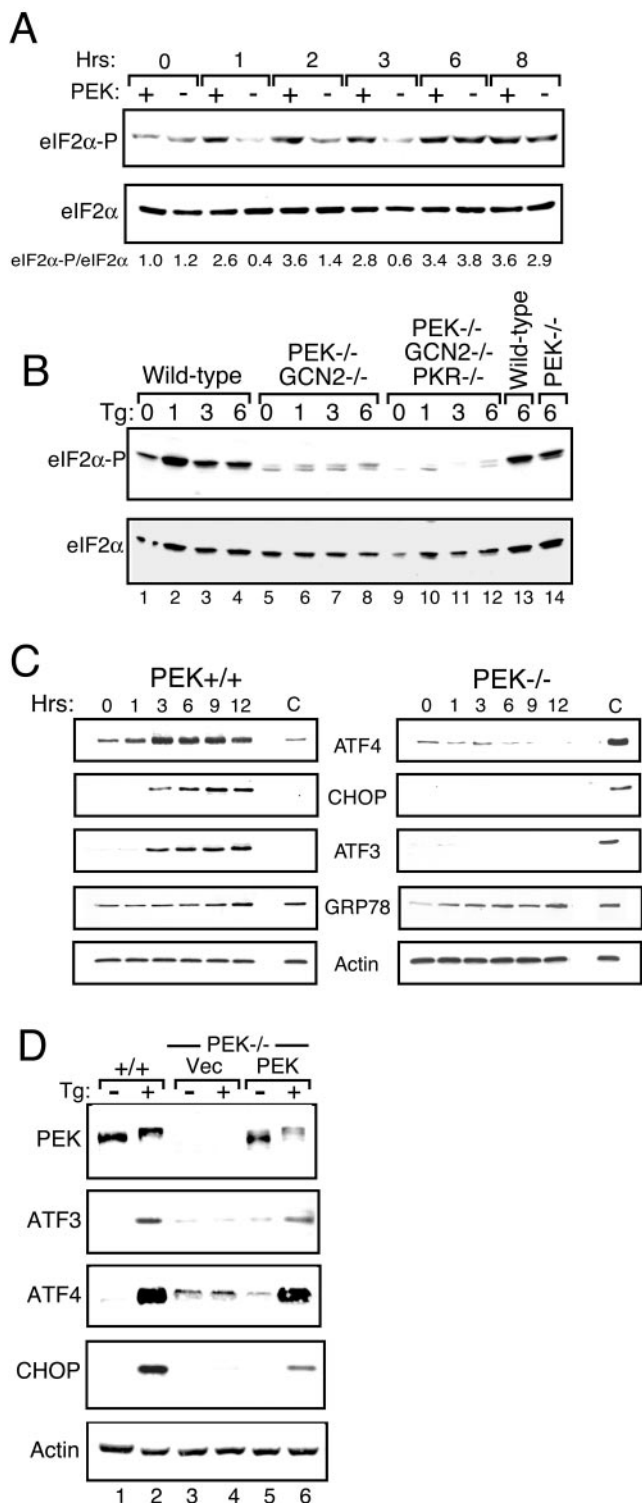 A
Hrs: 0 1 2 3 6 8
PEK: + - + - + - + - + - + -
eIF2α-P
eIF2α
eIF2α-P/eIF2α 1.0 1.2 2.6 0.4 3.6 1.4 2.8 0.6 3.4 3.8 3.6 2.9
B
Wild-type
PEK-/-
GCN2-/-
PEK-/-
GCN2-/-
PKR-/-
Wild-type
PEK-/-
Tg: 0 1 3 6 0 1 3 6 0 1 3 6 6 6
eIF2α-P
eIF2α
1 2 3 4 5 6 7 8 9 10 11 12 13 14
C
PEK+/+ PEK-/-
Hrs: 0 1 3 6 9 12 C 0 1 3 6 9 12 C
ATF4
CHOP
ATF3
GRP78
Actin
D
PEK-/-
+/+ Vec PEK
Tg: - + - + - +
PEK
ATF3
ATF4
CHOP
Actin
1 2 3 4 5 6